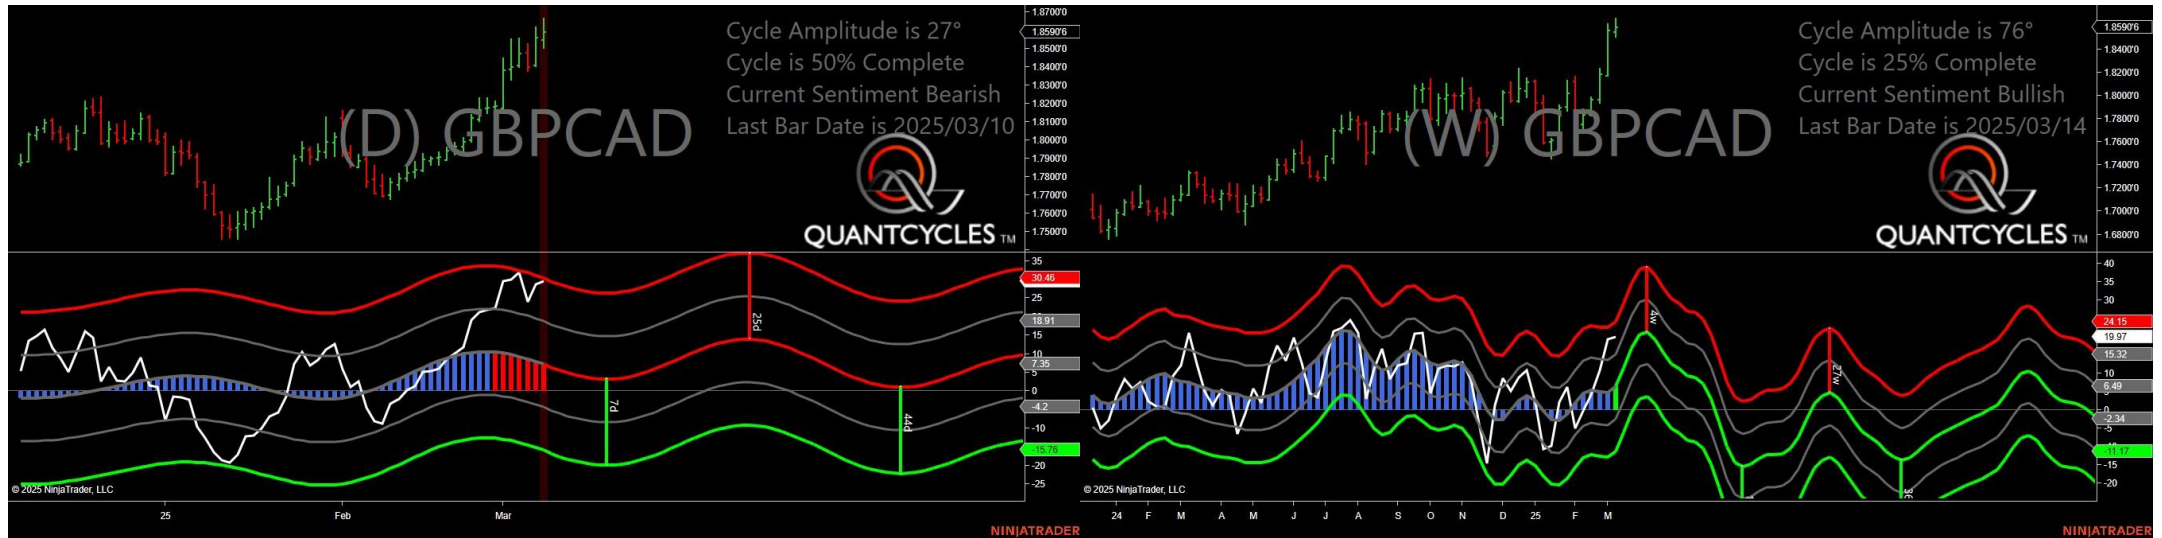 Cycle Amplitude is 27°
Cycle is 50% Complete
Current Sentiment Bearish
Last Bar Date is 2025/03/10
(D) GBPCAD
QUANTCYCLES TM
1.8700'0
1.8590'6
1.8500'0
1.8400'0
1.8300'0
1.8200'0
1.8100'0
1.8000'0
1.7900'0
1.7800'0
1.7700'0
1.7600'0
1.7500'0
35
30.46
25
18.91
15
10
7.35
5
0
-4.2
-10
-15.76
-20
-25
7d
25d
44d
© 2025 NinjaTrader, LLC
25 Feb Mar
NINJATRADER
Cycle Amplitude is 76°
Cycle is 25% Complete
Current Sentiment Bullish
Last Bar Date is 2025/03/14
(W) GBPCAD
QUANTCYCLES TM
1.8590'6
1.8400'0
1.8200'0
1.8000'0
1.7800'0
1.7600'0
1.7400'0
1.7200'0
1.7000'0
1.6800'0
40
35
30
24.15
19.97
15.32
10
6.49
0
-2.34
-5
-11.17
-15
-20
4w
27w
© 2025 NinjaTrader, LLC
24 F M A M J J A S O N D 25 F M
NINJATRADER